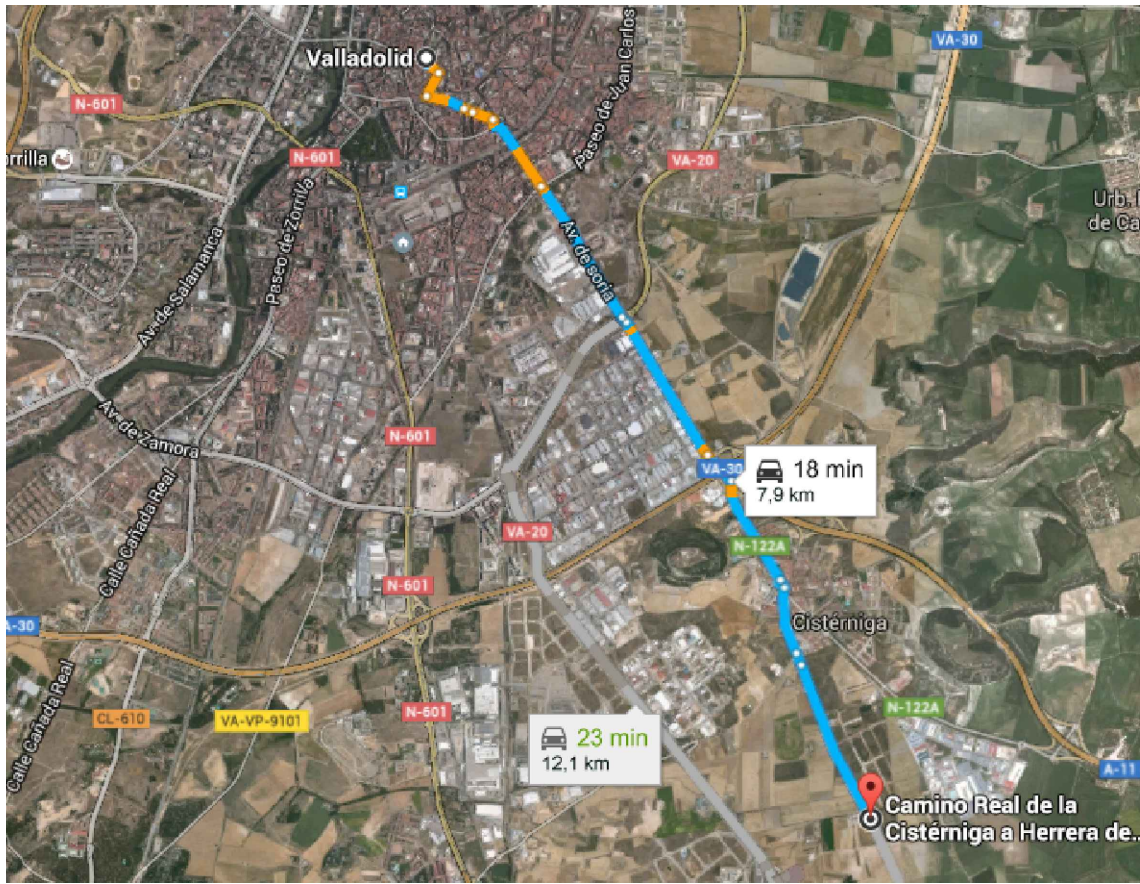 VA-30
Valladolid
Paseo de Juan Carlos
N-601
N-601
orrilla
VA-20
Urb.
de Ca
Paseo de Zorrilla
Av. de Salamanca
Av. de soria
Av. de Zamora
N-601
VA-30
18 min
7,9 km
Calle Cañada Real
VA-20
N-122A
N-601
A-30
Cistérniga
Calle Cañada Real
N-122A
CL-610
VA-VP-9101
N-601
23 min
12,1 km
A-11
Camino Real de la
Cistérniga a Herrera de...